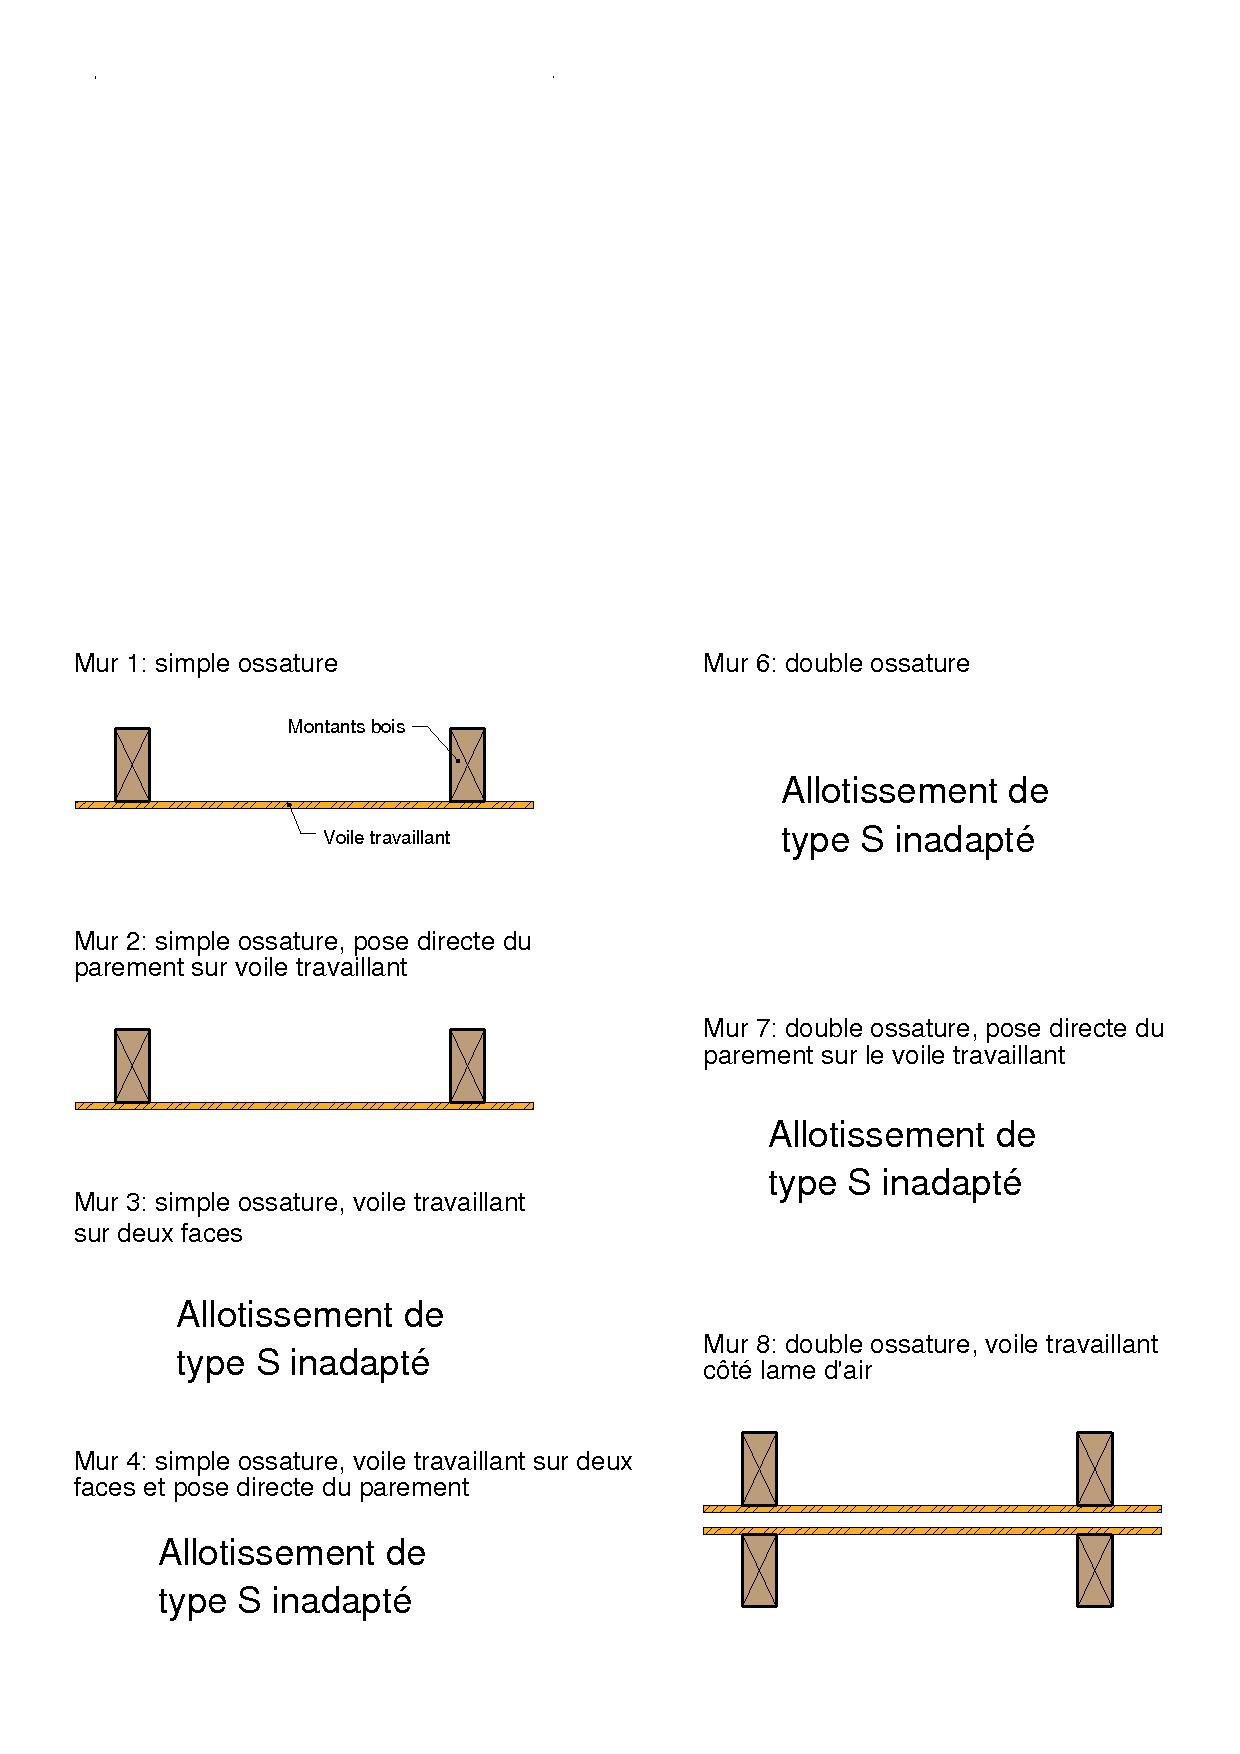 Mur 1: simple ossature
Montants bois
Voile travaillant
Mur 2: simple ossature, pose directe du
parement sur voile travaillant
Mur 3: simple ossature, voile travaillant
sur deux faces
Allotissement de
type S inadapté
Mur 4: simple ossature, voile travaillant sur deux
faces et pose directe du parement
Allotissement de
type S inadapté
Mur 6: double ossature
Allotissement de
type S inadapté
Mur 7: double ossature, pose directe du
parement sur le voile travaillant
Allotissement de
type S inadapté
Mur 8: double ossature, voile travaillant
côté lame d'air